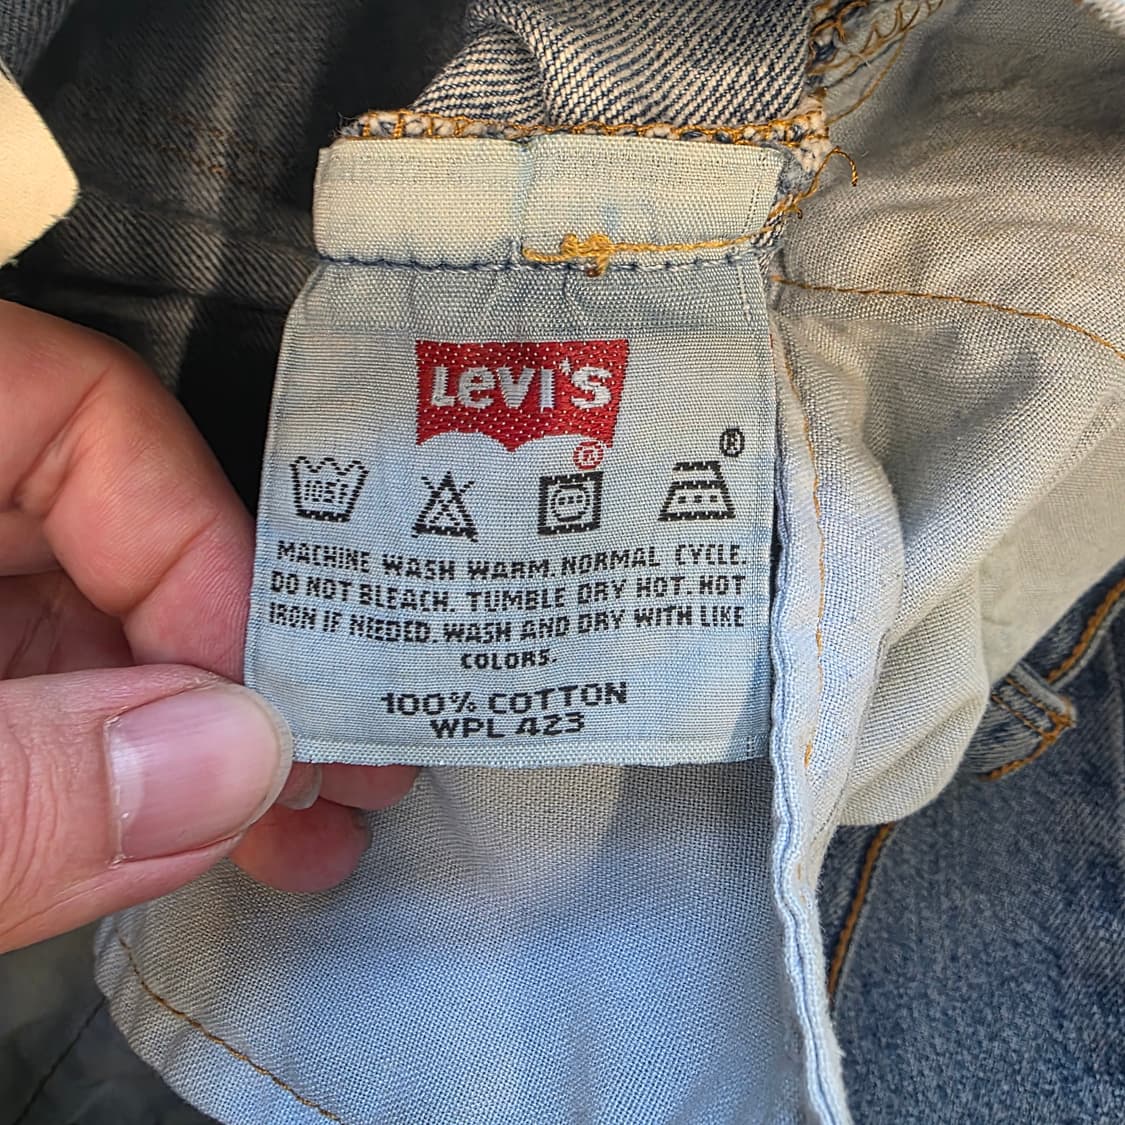 LEVI'S
®
®
105F
MACHINE WASH WARM. NORMAL CYCLE.
DO NOT BLEACH. TUMBLE DRY HOT. HOT
IRON IF NEEDED. WASH AND DRY WITH LIKE
COLORS.
100% COTTON
WPL 423